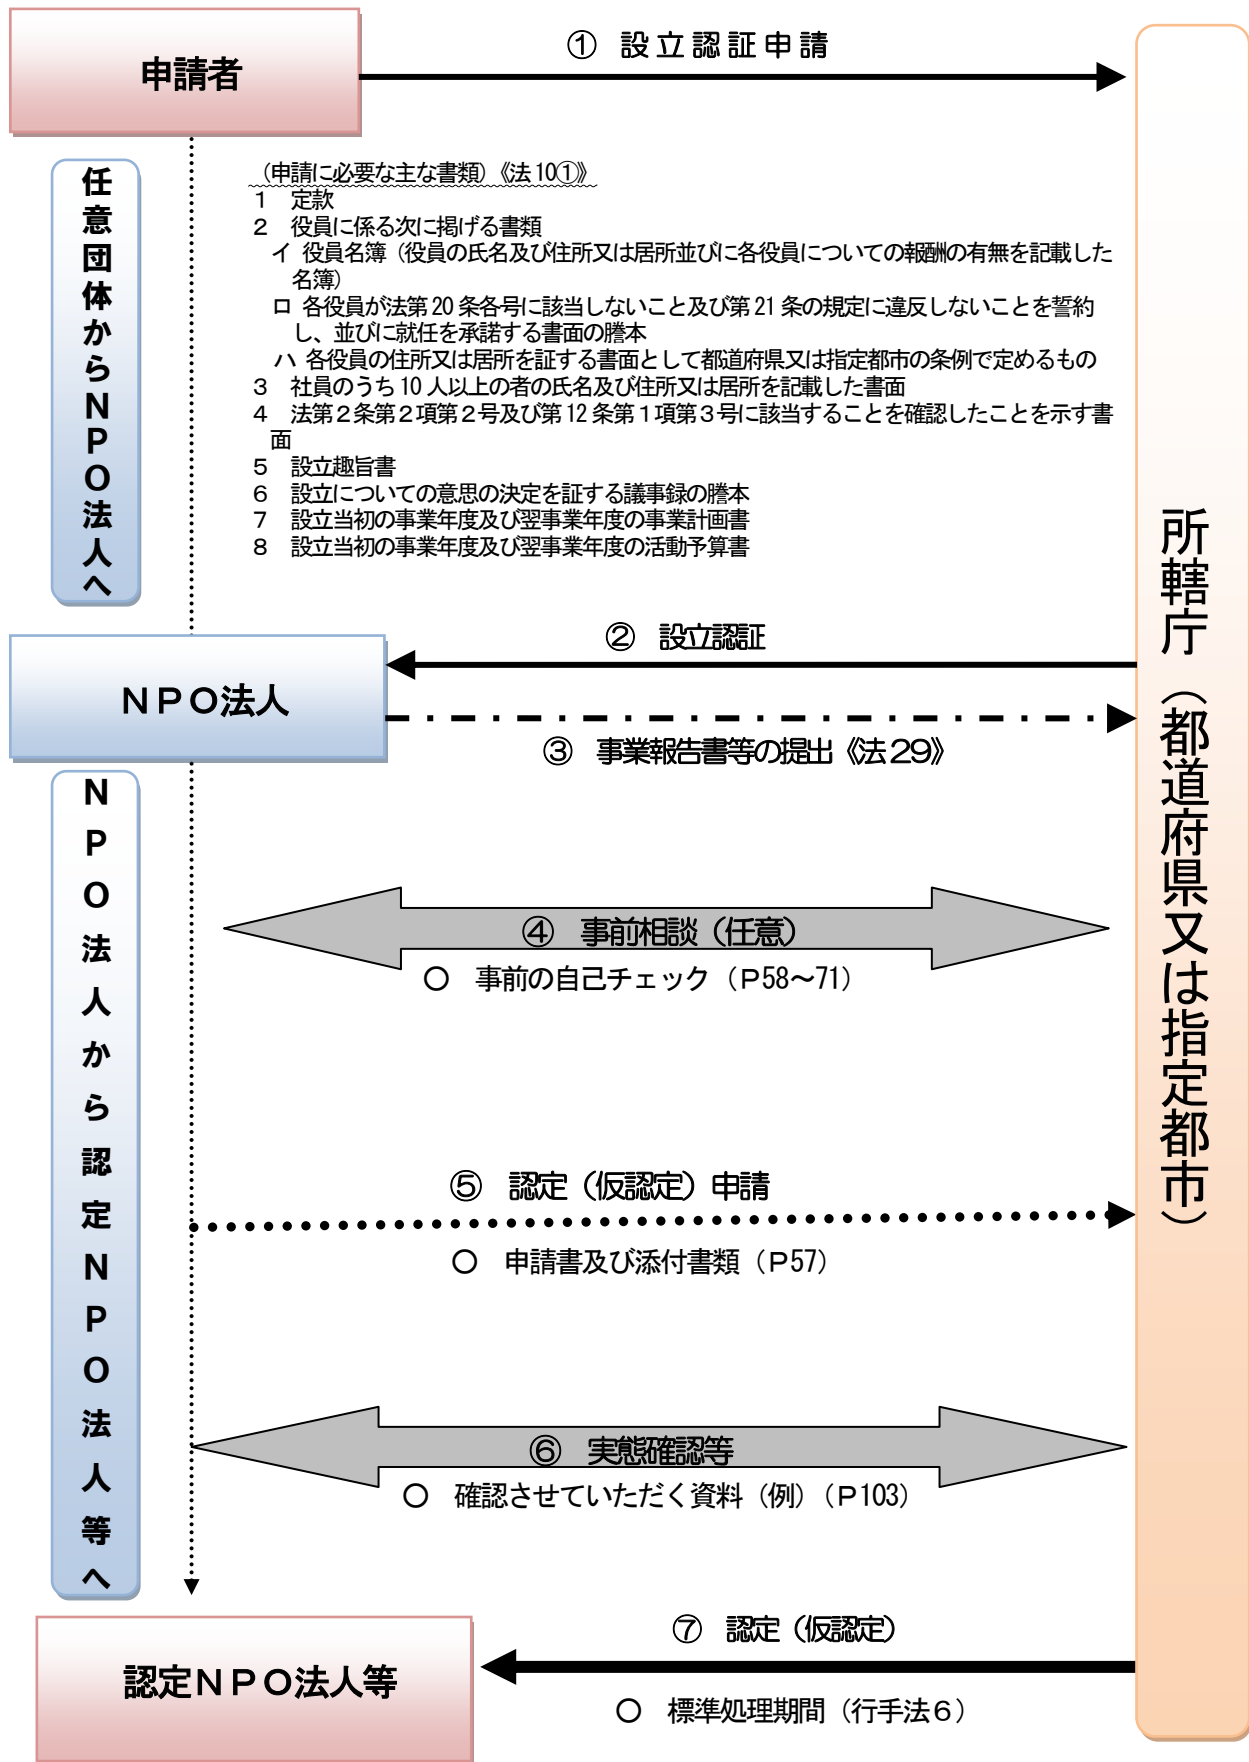 申請者
① 設立認証申請
任意団体からNPO法人へ
(申請に必要な主な書類)《法10①》
1 定款
2 役員に係る次に掲げる書類
イ 役員名簿(役員の氏名及び住所又は居所並びに各役員についての報酬の有無を記載した
名簿)
ロ 各役員が法第20条各号に該当しないこと及び第21条の規定に違反しないことを誓約
し、並びに就任を承諾する書面の謄本
ハ 各役員の住所又は居所を証する書面として都道府県又は指定都市の条例で定めるもの
3 社員のうち10人以上の者の氏名及び住所又は居所を記載した書面
4 法第2条第2項第2号及び第12条第1項第3号に該当することを確認したことを示す書
面
5 設立趣旨書
6 設立についての意思の決定を証する議事録の謄本
7 設立当初の事業年度及び翌事業年度の事業計画書
8 設立当初の事業年度及び翌事業年度の活動予算書
所轄庁(都道府県又は指定都市)
② 設立認証
NPO法人
③ 事業報告書等の提出《法29》
NPO法人から認定NPO法人等へ
④ 事前相談(任意)
○ 事前の自己チェック(P58~71)
⑤ 認定(仮認定)申請
○ 申請書及び添付書類(P57)
⑥ 実態確認等
○ 確認させていただく資料(例)(P103)
⑦ 認定(仮認定)
認定NPO法人等
○ 標準処理期間(行手法6)